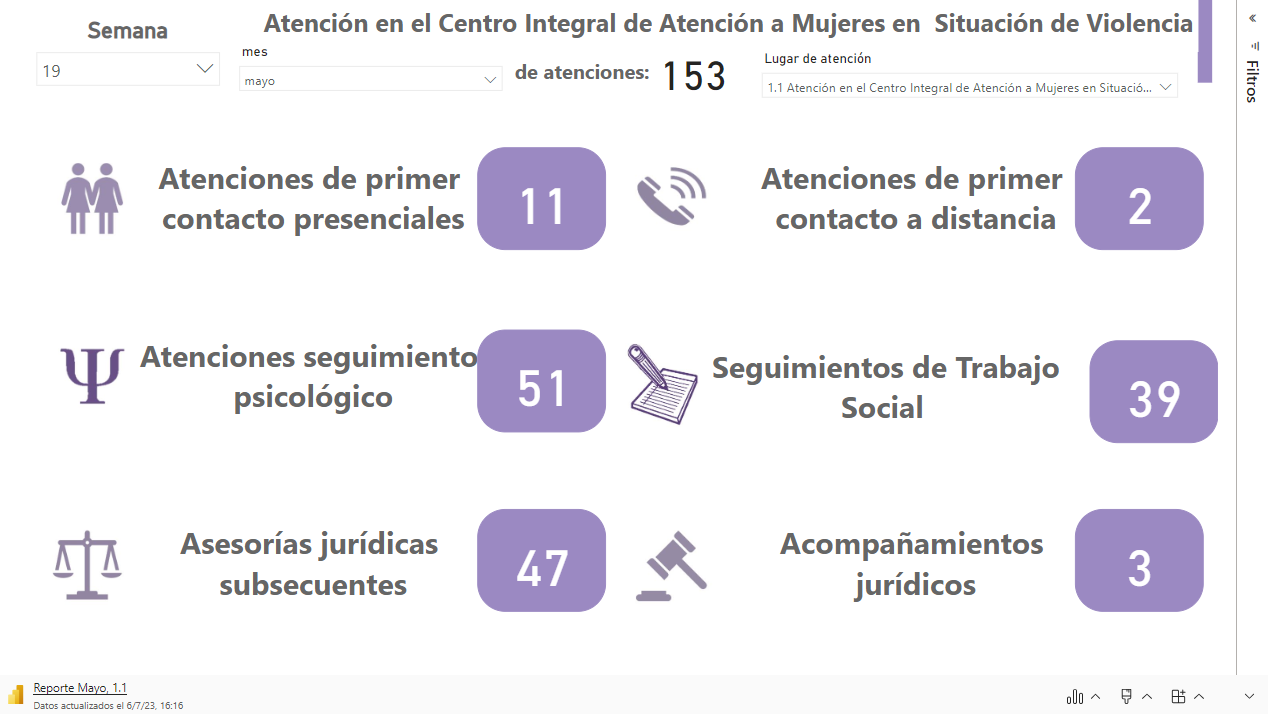 Semana
Atención en el Centro Integral de Atención a Mujeres en Situación de Violencia
mes
19
mayo
de atenciones:
153
Lugar de atención
1.1 Atención en el Centro Integral de Atención a Mujeres en Situació...
Filtros
Atenciones de primer
contacto presenciales
11
Atenciones de primer
contacto a distancia
2
Atenciones seguimiento
psicológico
51
Seguimientos de Trabajo
Social
39
Asesorías jurídicas
subsecuentes
47
Acompañamientos
jurídicos
3
Reporte Mayo, 1.1
Datos actualizados el 6/7/23, 16:16